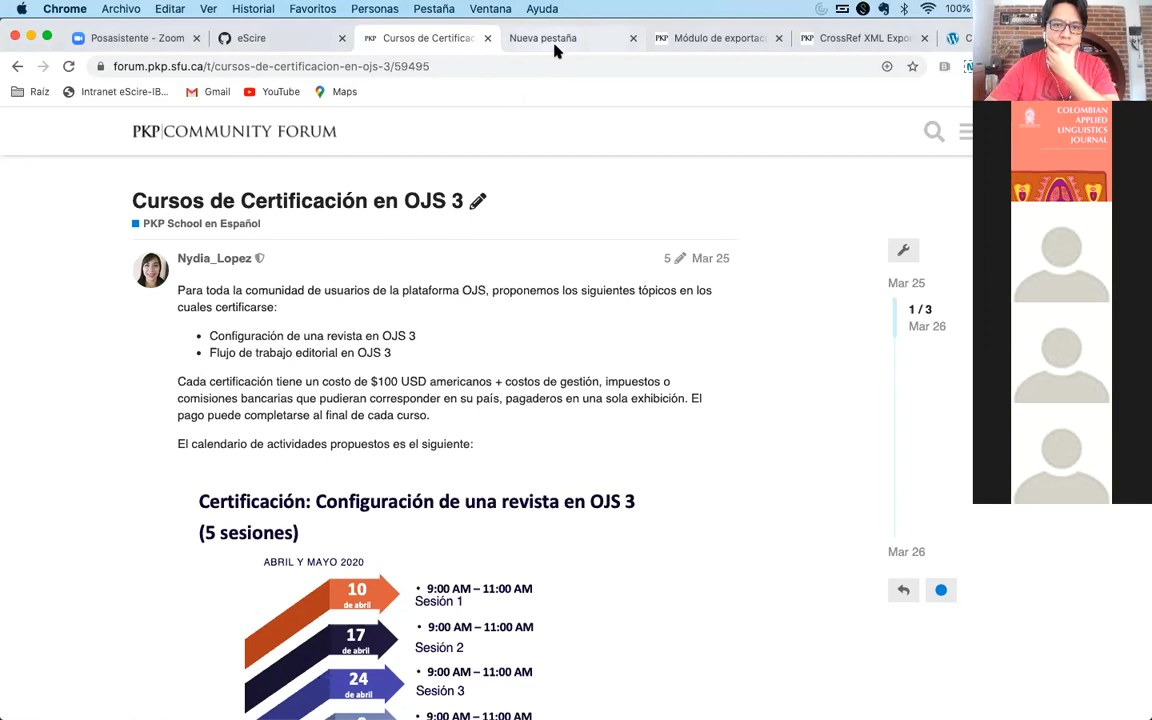 Chrome Archivo Editar Ver Historial Favoritos Personas Pestaña Ventana Ayuda 100%
Posasistente - Zoom eScire Cursos de Certificac Nueva pestaña PKP Módulo de exportac PKP CrossRef XML Expor
forum.pkp.sfu.ca/t/cursos-de-certificacion-en-ojs-3/59495
Raíz Intranet eScire-IB... Gmail YouTube Maps
PKP|COMMUNITY FORUM
COLOMBIAN
APPLIED
LINGUISTICS
JOURNAL
Cursos de Certificación en OJS 3
PKP School en Español
Nydia_Lopez 5 Mar 25
Para toda la comunidad de usuarios de la plataforma OJS, proponemos los siguientes tópicos en los
cuales certificarse:
• Configuración de una revista en OJS 3
• Flujo de trabajo editorial en OJS 3
Cada certificación tiene un costo de $100 USD americanos + costos de gestión, impuestos o
comisiones bancarias que pudieran corresponder en su país, pagaderos en una sola exhibición. El
pago puede completarse al final de cada curso.
El calendario de actividades propuestos es el siguiente:
Certificación: Configuración de una revista en OJS 3
(5 sesiones)
ABRIL Y MAYO 2020
10
de abril
• 9:00 AM – 11:00 AM
Sesión 1
17
de abril
• 9:00 AM – 11:00 AM
Sesión 2
24
de abril
• 9:00 AM – 11:00 AM
Sesión 3
• 9:00 AM – 11:00 AM
Mar 25
1 / 3
Mar 26
Mar 26